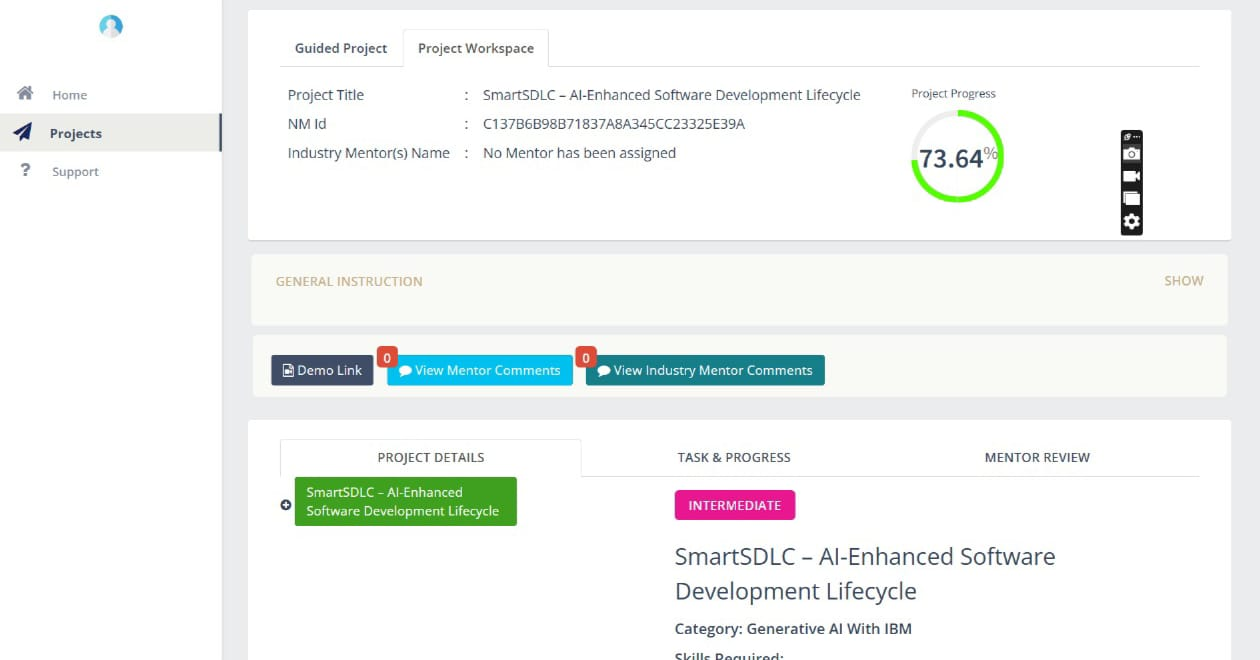 Home
Projects
? Support
Guided Project
Project Workspace
Project Title : SmartSDLC – AI-Enhanced Software Development Lifecycle
NM Id : C137B6B98B71837A8A345CC23325E39A
Industry Mentor(s) Name : No Mentor has been assigned
Project Progress
73.64%
GENERAL INSTRUCTION
SHOW
Demo Link
0
View Mentor Comments
0
View Industry Mentor Comments
PROJECT DETAILS
TASK & PROGRESS
MENTOR REVIEW
SmartSDLC – AI-Enhanced
Software Development Lifecycle
INTERMEDIATE
SmartSDLC – AI-Enhanced Software
Development Lifecycle
Category: Generative AI With IBM
Skills Required: